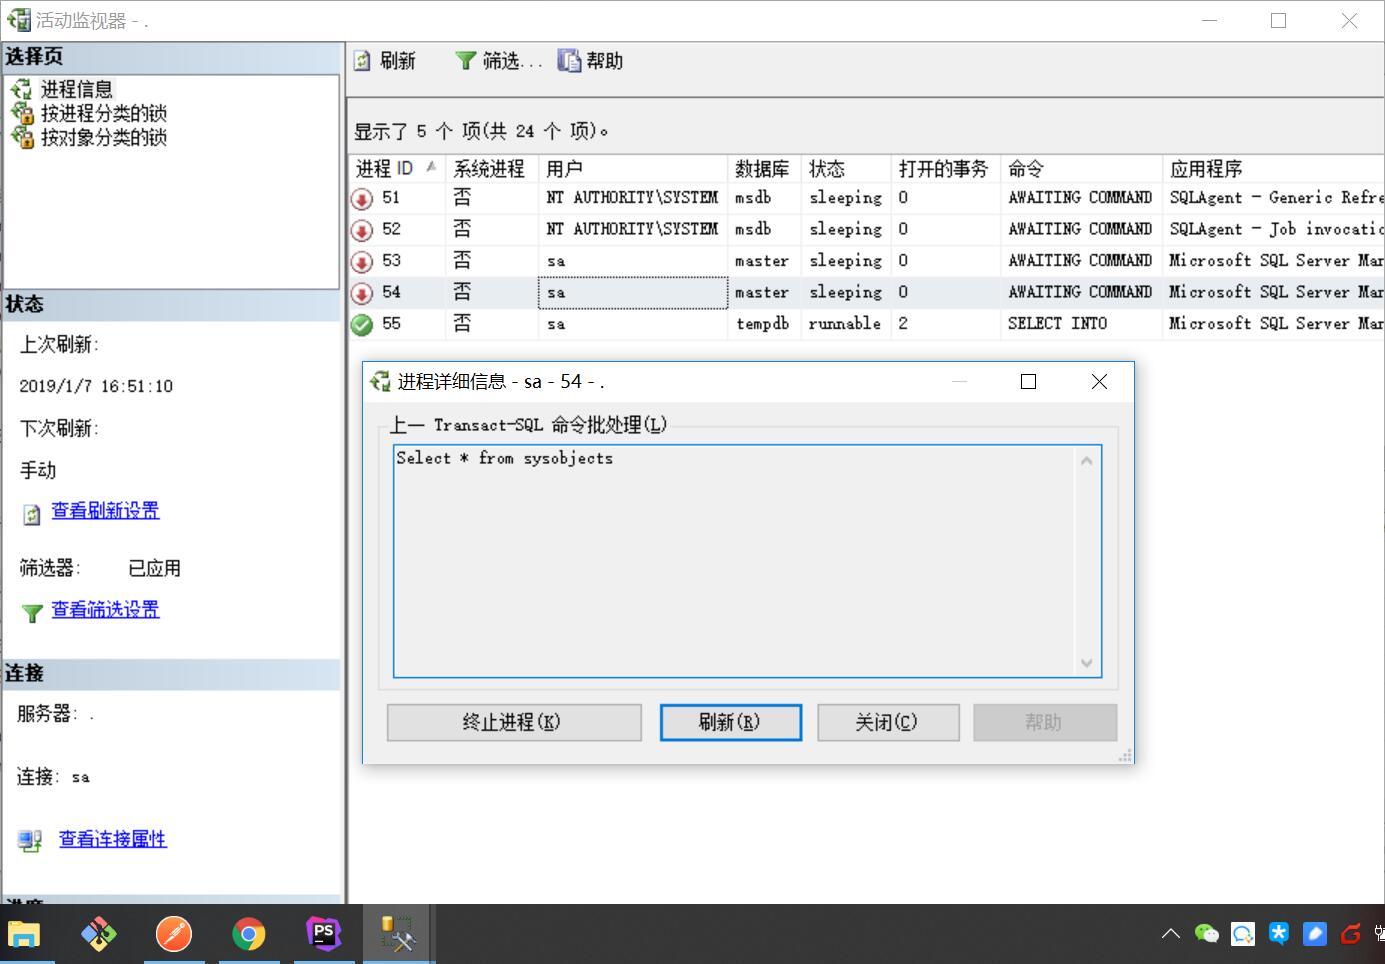 活动监视器 - .
选择页
进程信息
按进程分类的锁
按对象分类的锁
状态
上次刷新:
2019/1/7 16:51:10
下次刷新:
手动
查看刷新设置
筛选器: 已应用
查看筛选设置
连接
服务器: .
连接: sa
查看连接属性
刷新 筛选... 帮助
显示了 5 个 项(共 24 个 项)。
进程 ID 系统进程 用户 数据库 状态 打开的事务 命令 应用程序
51 否 NT AUTHORITY\SYSTEM msdb sleeping 0 AWAITING COMMAND SQLAgent - Generic Refre
52 否 NT AUTHORITY\SYSTEM msdb sleeping 0 AWAITING COMMAND SQLAgent - Job invocatio
53 否 sa master sleeping 0 AWAITING COMMAND Microsoft SQL Server Man
54 否 sa master sleeping 0 AWAITING COMMAND Microsoft SQL Server Man
55 否 sa tempdb runnable 2 SELECT INTO Microsoft SQL Server Man
进程详细信息 - sa - 54 - .
上一 Transact-SQL 命令批处理(L)
Select * from sysobjects
终止进程(K) 刷新(R) 关闭(C) 帮助
PS